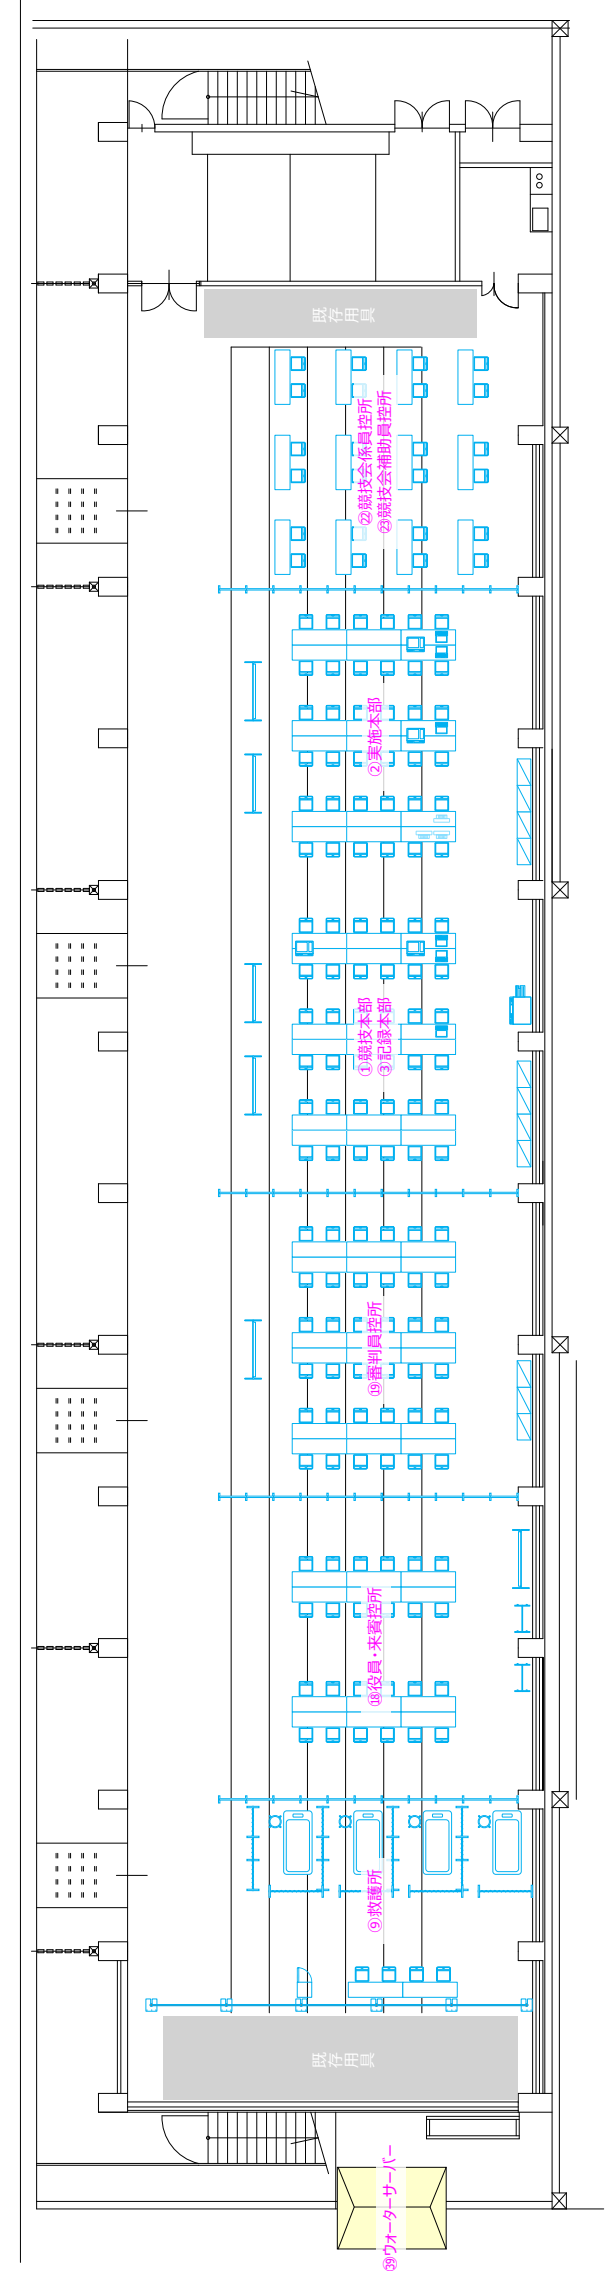 既存用具
㉒競技会係員控所
㉓競技会補助員控所
②実施本部
①競技本部
③記録本部
⑲審判員控所
⑱役員・来賓控所
⑨救護所
既存用具
㊴ウォーターサーバー